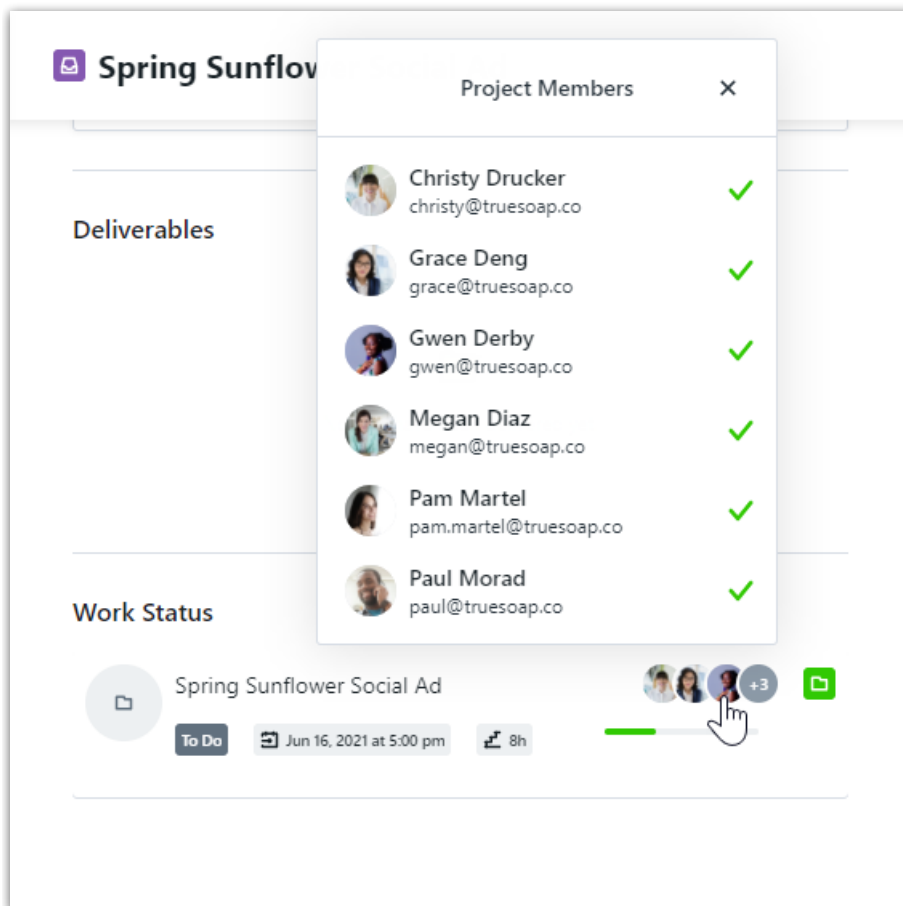 Spring Sunflow
Project Members
Christy Drucker
christy@truesoap.co
Grace Deng
grace@truesoap.co
Gwen Derby
gwen@truesoap.co
Megan Diaz
megan@truesoap.co
Pam Martel
pam.martel@truesoap.co
Paul Morad
paul@truesoap.co
Deliverables
Work Status
Spring Sunflower Social Ad
+3
To Do
Jun 16, 2021 at 5:00 pm
8h